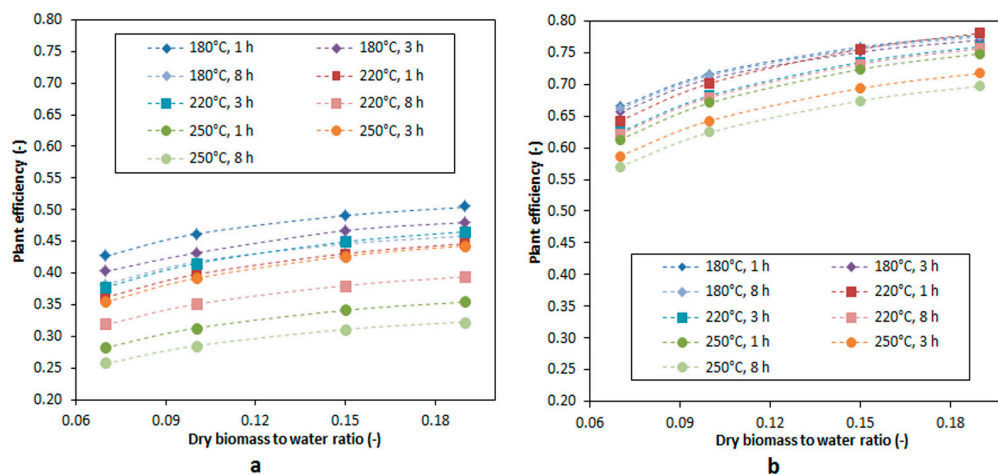 0.80
0.75
0.70
0.65
0.60
0.55
0.50
0.45
0.40
0.35
0.30
0.25
0.20
Plant efficiency (-)
180°C, 1 h 180°C, 3 h
180°C, 8 h 220°C, 1 h
220°C, 3 h 220°C, 8 h
250°C, 1 h 250°C, 3 h
250°C, 8 h
0.06 0.09 0.12 0.15 0.18
Dry biomass to water ratio (-)
a
0.80
0.75
0.70
0.65
0.60
0.55
0.50
0.45
0.40
0.35
0.30
0.25
0.20
Plant efficiency (-)
180°C, 1 h 180°C, 3 h
180°C, 8 h 220°C, 1 h
220°C, 3 h 220°C, 8 h
250°C, 1 h 250°C, 3 h
250°C, 8 h
0.06 0.09 0.12 0.15 0.18
Dry biomass to water ratio (-)
b